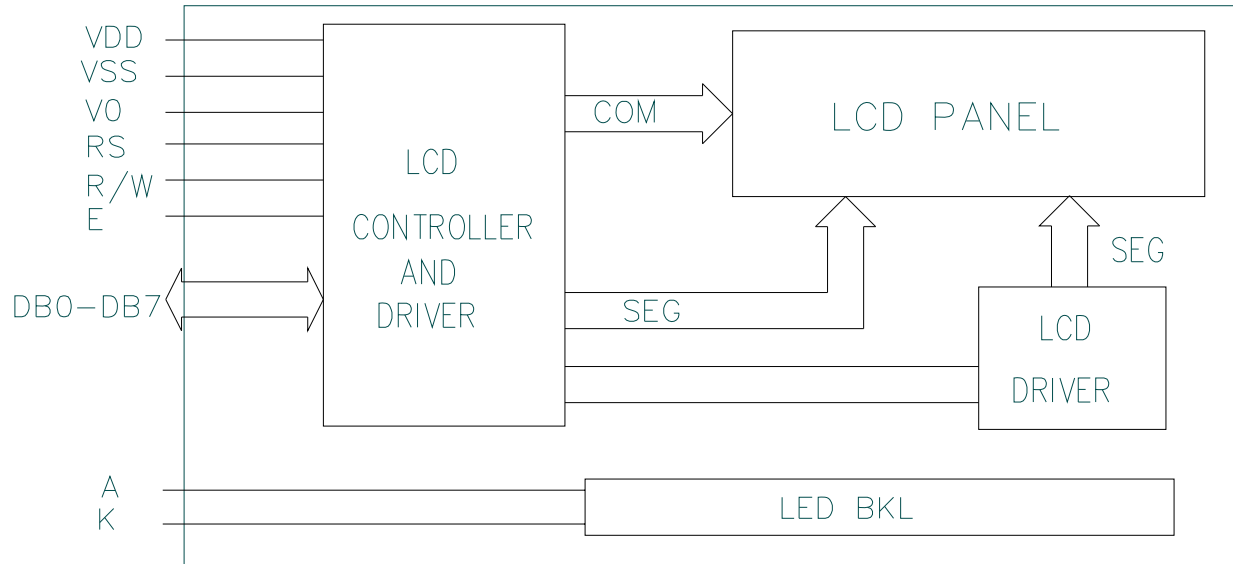 VDD
VSS
V0
RS
R/W
E
DB0-DB7
A
K
LCD
CONTROLLER
AND
DRIVER
COM
SEG
LCD PANEL
SEG
LCD
DRIVER
LED BKL